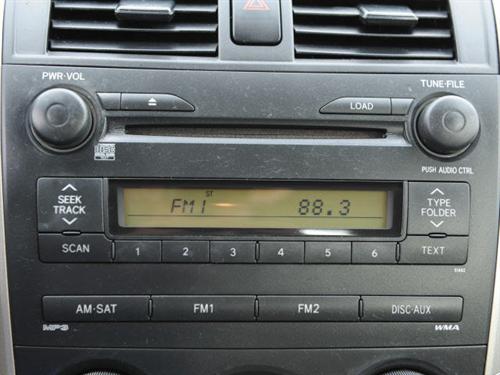 PWR·VOL
TUNE·FILE
LOAD
PUSH AUDIO CTRL
ST
FM1 88.3
SEEK
TRACK
TYPE
FOLDER
SCAN 1 2 3 4 5 6 TEXT
AM·SAT FM1 FM2 DISC·AUX
MP3 WMA